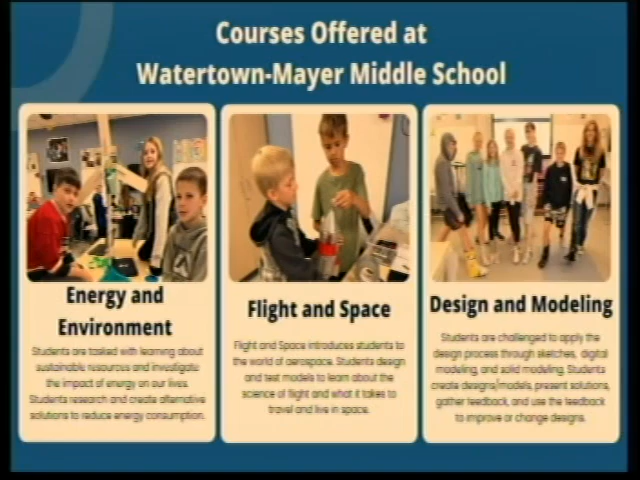 Courses Offered at
Watertown-Mayer Middle School
Energy and
Environment
Students are tasked with learning about
sustainable resources and investigate
the impact of energy on our lives.
Students research and create alternative
solutions to reduce energy consumption.
Flight and Space
Flight and Space introduces students to
the world of aerospace. Students design
and test models to learn about the
science of flight and what it takes to
travel and live in space.
Design and Modeling
Students are challenged to apply the
design process through sketches, digital
modeling, and solid modeling. Students
create designs/models, present solutions,
gather feedback, and use the feedback
to improve or change designs.